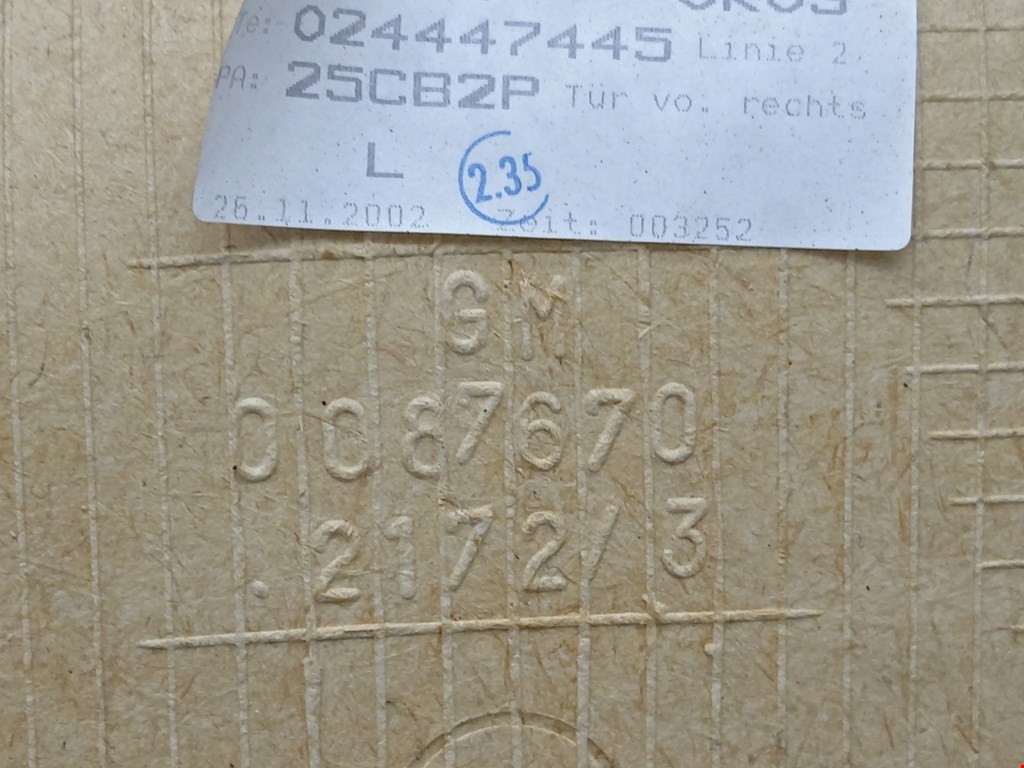 024447445 Linie 2
PA: 25CB2P Tür vo. rechts
L 2.35
26.11.2002 Zeit: 003252
GM
0087670
.2172/3